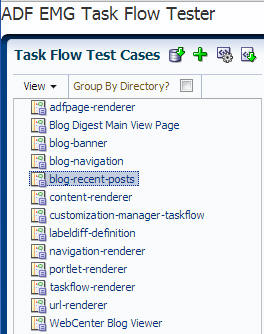 ADF EMG Task Flow Tester
Task Flow Test Cases
View Group By Directory?
adfpage-renderer
Blog Digest Main View Page
blog-banner
blog-navigation
blog-recent-posts
content-renderer
customization-manager-taskflow
labeldiff-definition
navigation-renderer
portlet-renderer
taskflow-renderer
url-renderer
WebCenter Blog Viewer